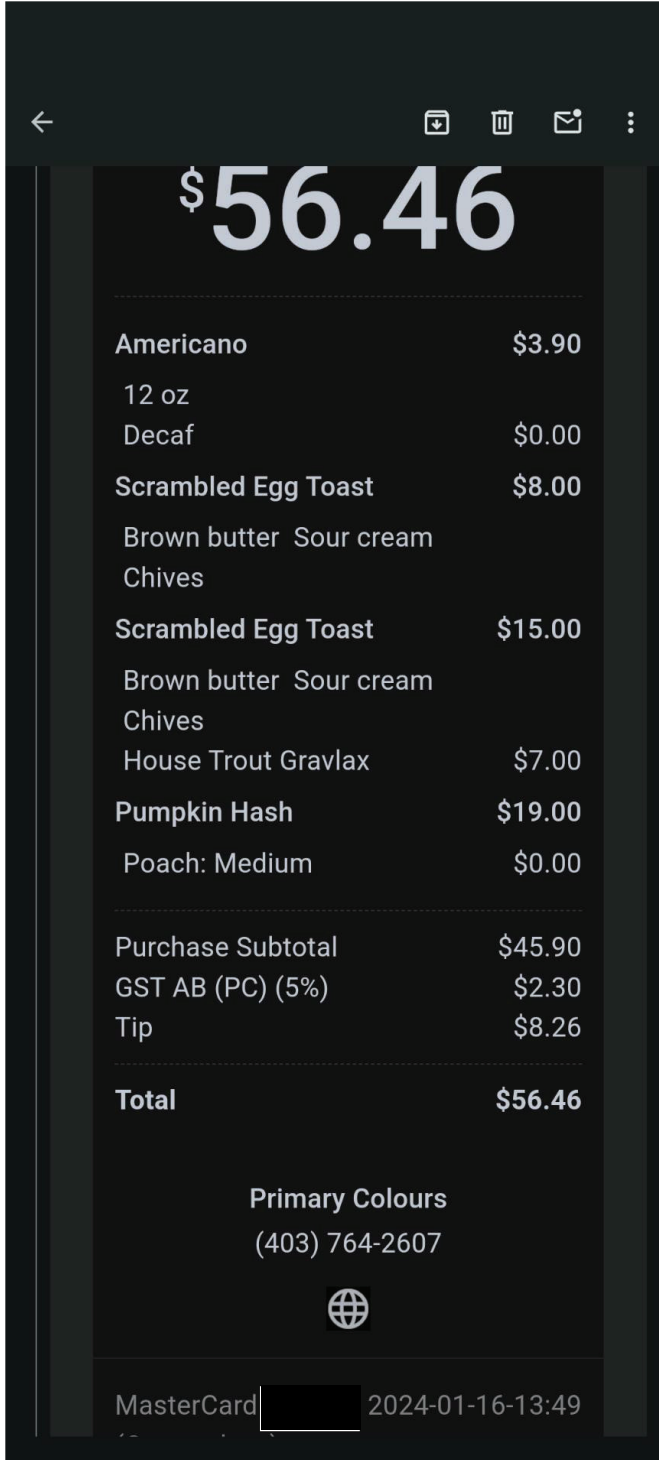 $56.46
Americano $3.90
12 oz
Decaf $0.00
Scrambled Egg Toast $8.00
Brown butter Sour cream
Chives
Scrambled Egg Toast $15.00
Brown butter Sour cream
Chives
House Trout Gravlax $7.00
Pumpkin Hash $19.00
Poach: Medium $0.00
Purchase Subtotal $45.90
GST AB (PC) (5%) $2.30
Tip $8.26
Total $56.46
Primary Colours
(403) 764-2607
MasterCard 2024-01-16-13:49